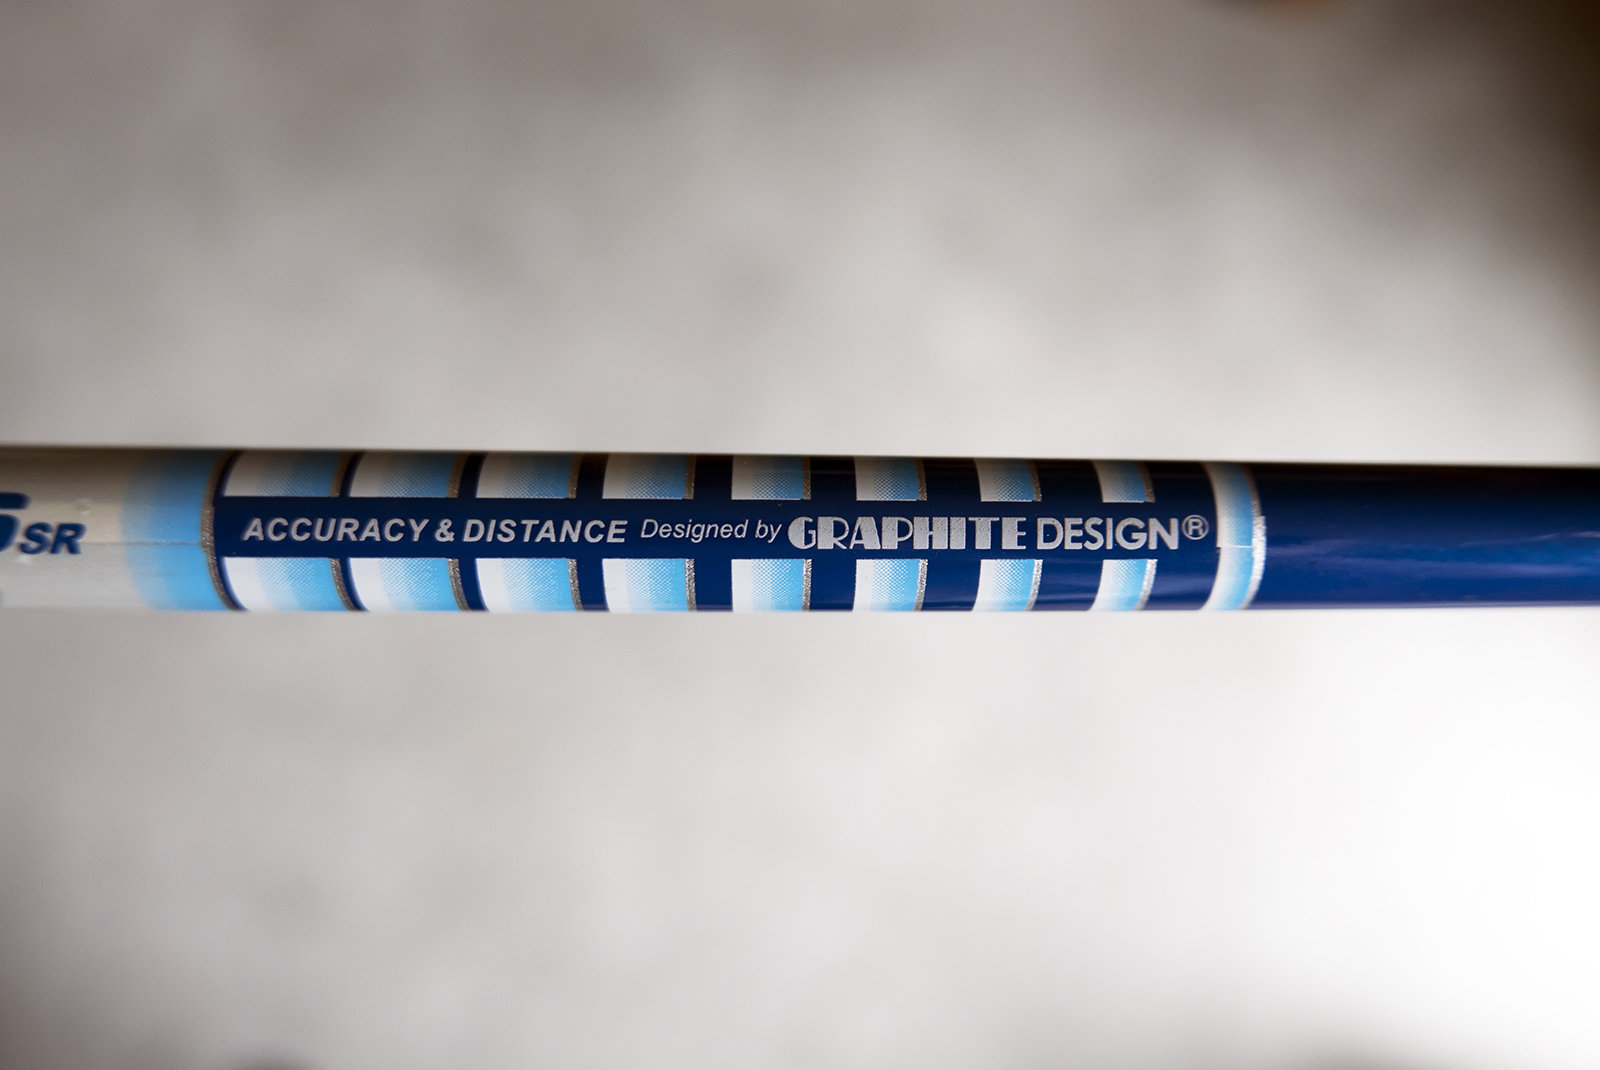 SR ACCURACY & DISTANCE Designed by GRAPHITE DESIGN®